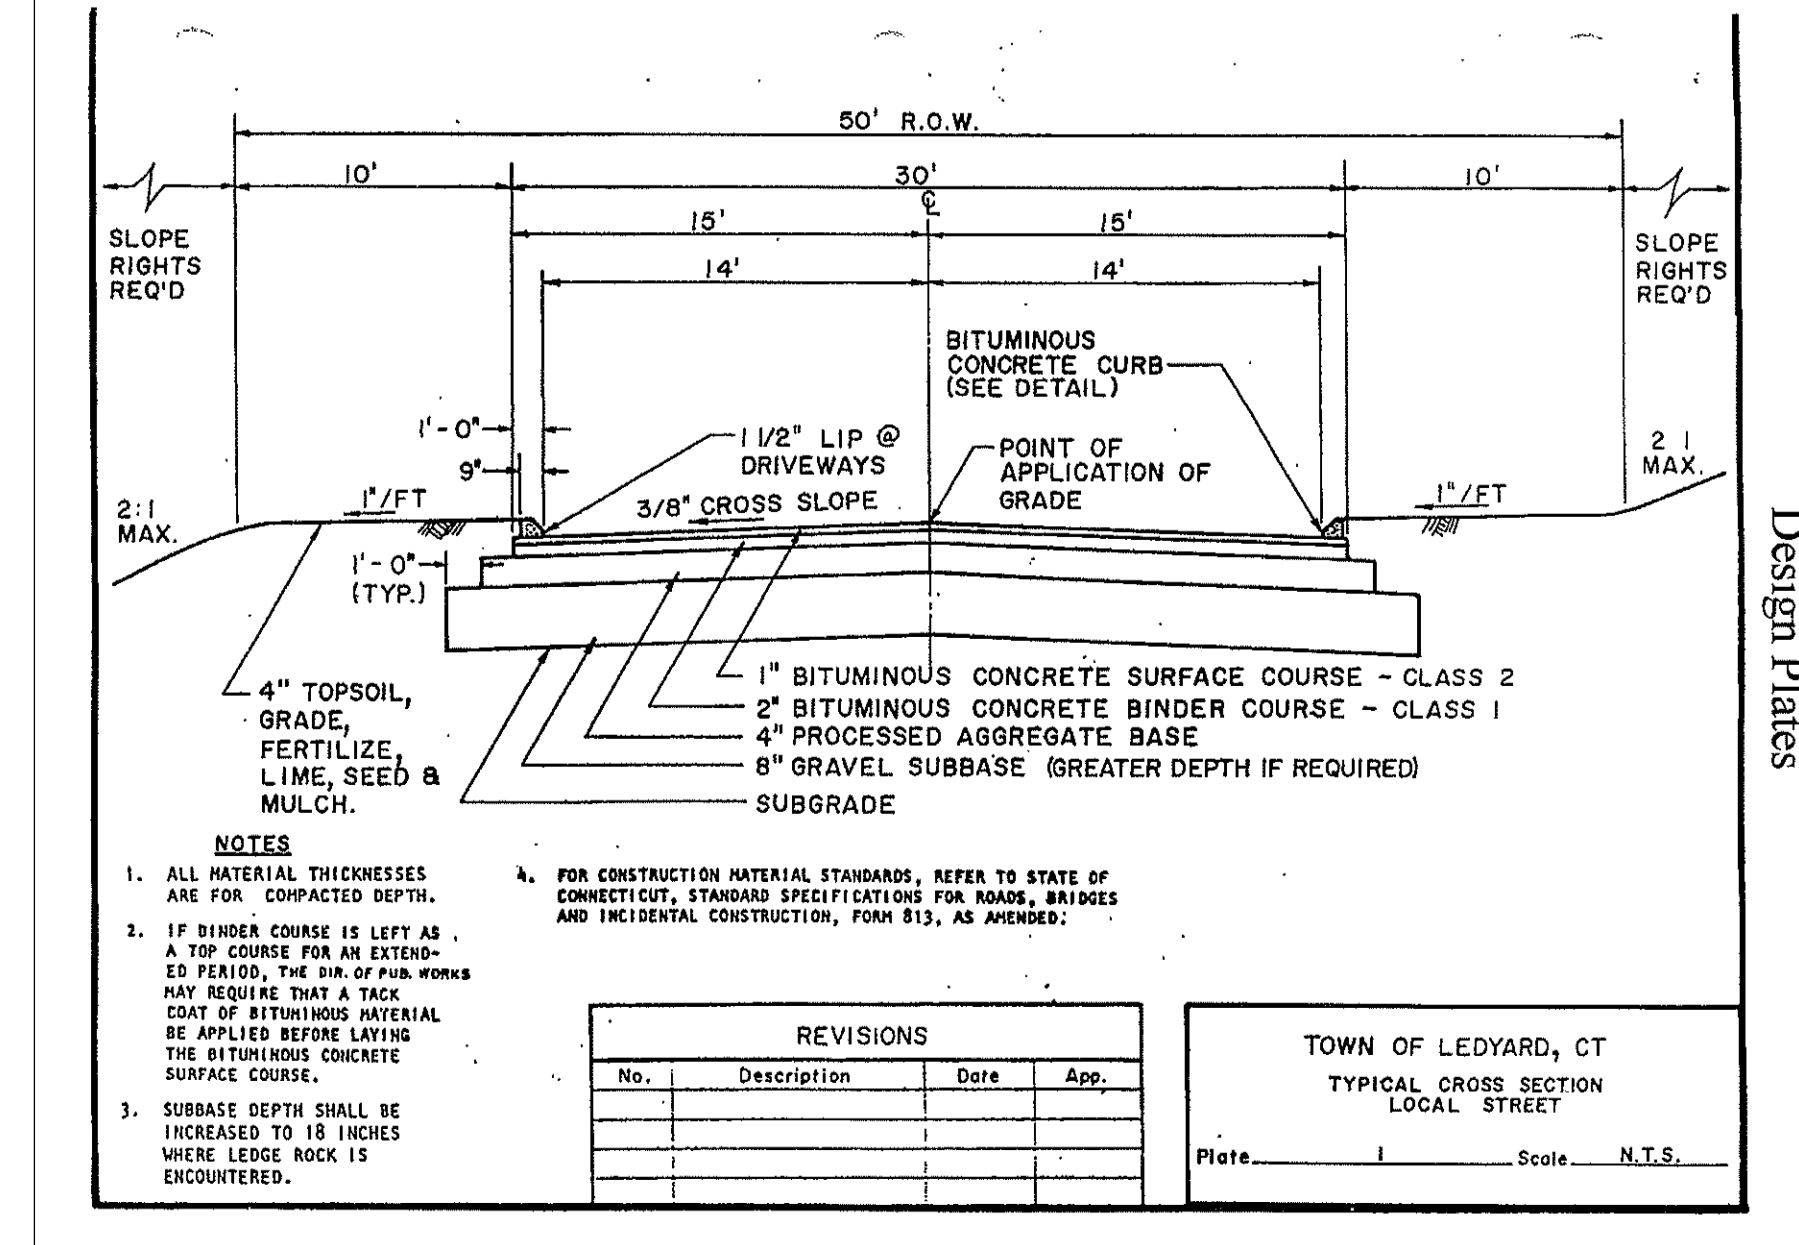 50' R.O.W.
10'
30'
10'
℄
15'
15'
14'
14'
SLOPE
RIGHTS
REQ'D
SLOPE
RIGHTS
REQ'D
BITUMINOUS
CONCRETE CURB
(SEE DETAIL)
1'-0"
9"
1 1/2" LIP @
DRIVEWAYS
POINT OF
APPLICATION OF
GRADE
2 1
MAX.
2:1
MAX.
1"/FT
3/8" CROSS SLOPE
1"/FT
1'-0"
(TYP.)
1" BITUMINOUS CONCRETE SURFACE COURSE - CLASS 2
2" BITUMINOUS CONCRETE BINDER COURSE - CLASS 1
4" PROCESSED AGGREGATE BASE
8" GRAVEL SUBBASE (GREATER DEPTH IF REQUIRED)
SUBGRADE
4" TOPSOIL,
GRADE,
FERTILIZE,
LIME, SEED &
MULCH.
NOTES
1. ALL MATERIAL THICKNESSES
ARE FOR COMPACTED DEPTH.
2. IF BINDER COURSE IS LEFT AS
A TOP COURSE FOR AN EXTEND-
ED PERIOD, THE DIR. OF PUB. WORKS
MAY REQUIRE THAT A TACK
COAT OF BITUMINOUS MATERIAL
BE APPLIED BEFORE LAYING
THE BITUMINOUS CONCRETE
SURFACE COURSE.
3. SUBBASE DEPTH SHALL BE
INCREASED TO 18 INCHES
WHERE LEDGE ROCK IS
ENCOUNTERED.
4. FOR CONSTRUCTION MATERIAL STANDARDS, REFER TO STATE OF
CONNECTICUT, STANDARD SPECIFICATIONS FOR ROADS, BRIDGES
AND INCIDENTAL CONSTRUCTION, FORM 813, AS AMENDED.
REVISIONS
No. Description Date App.
TOWN OF LEDYARD, CT
TYPICAL CROSS SECTION
LOCAL STREET
Plate 1 Scale N.T.S.
Design Plates